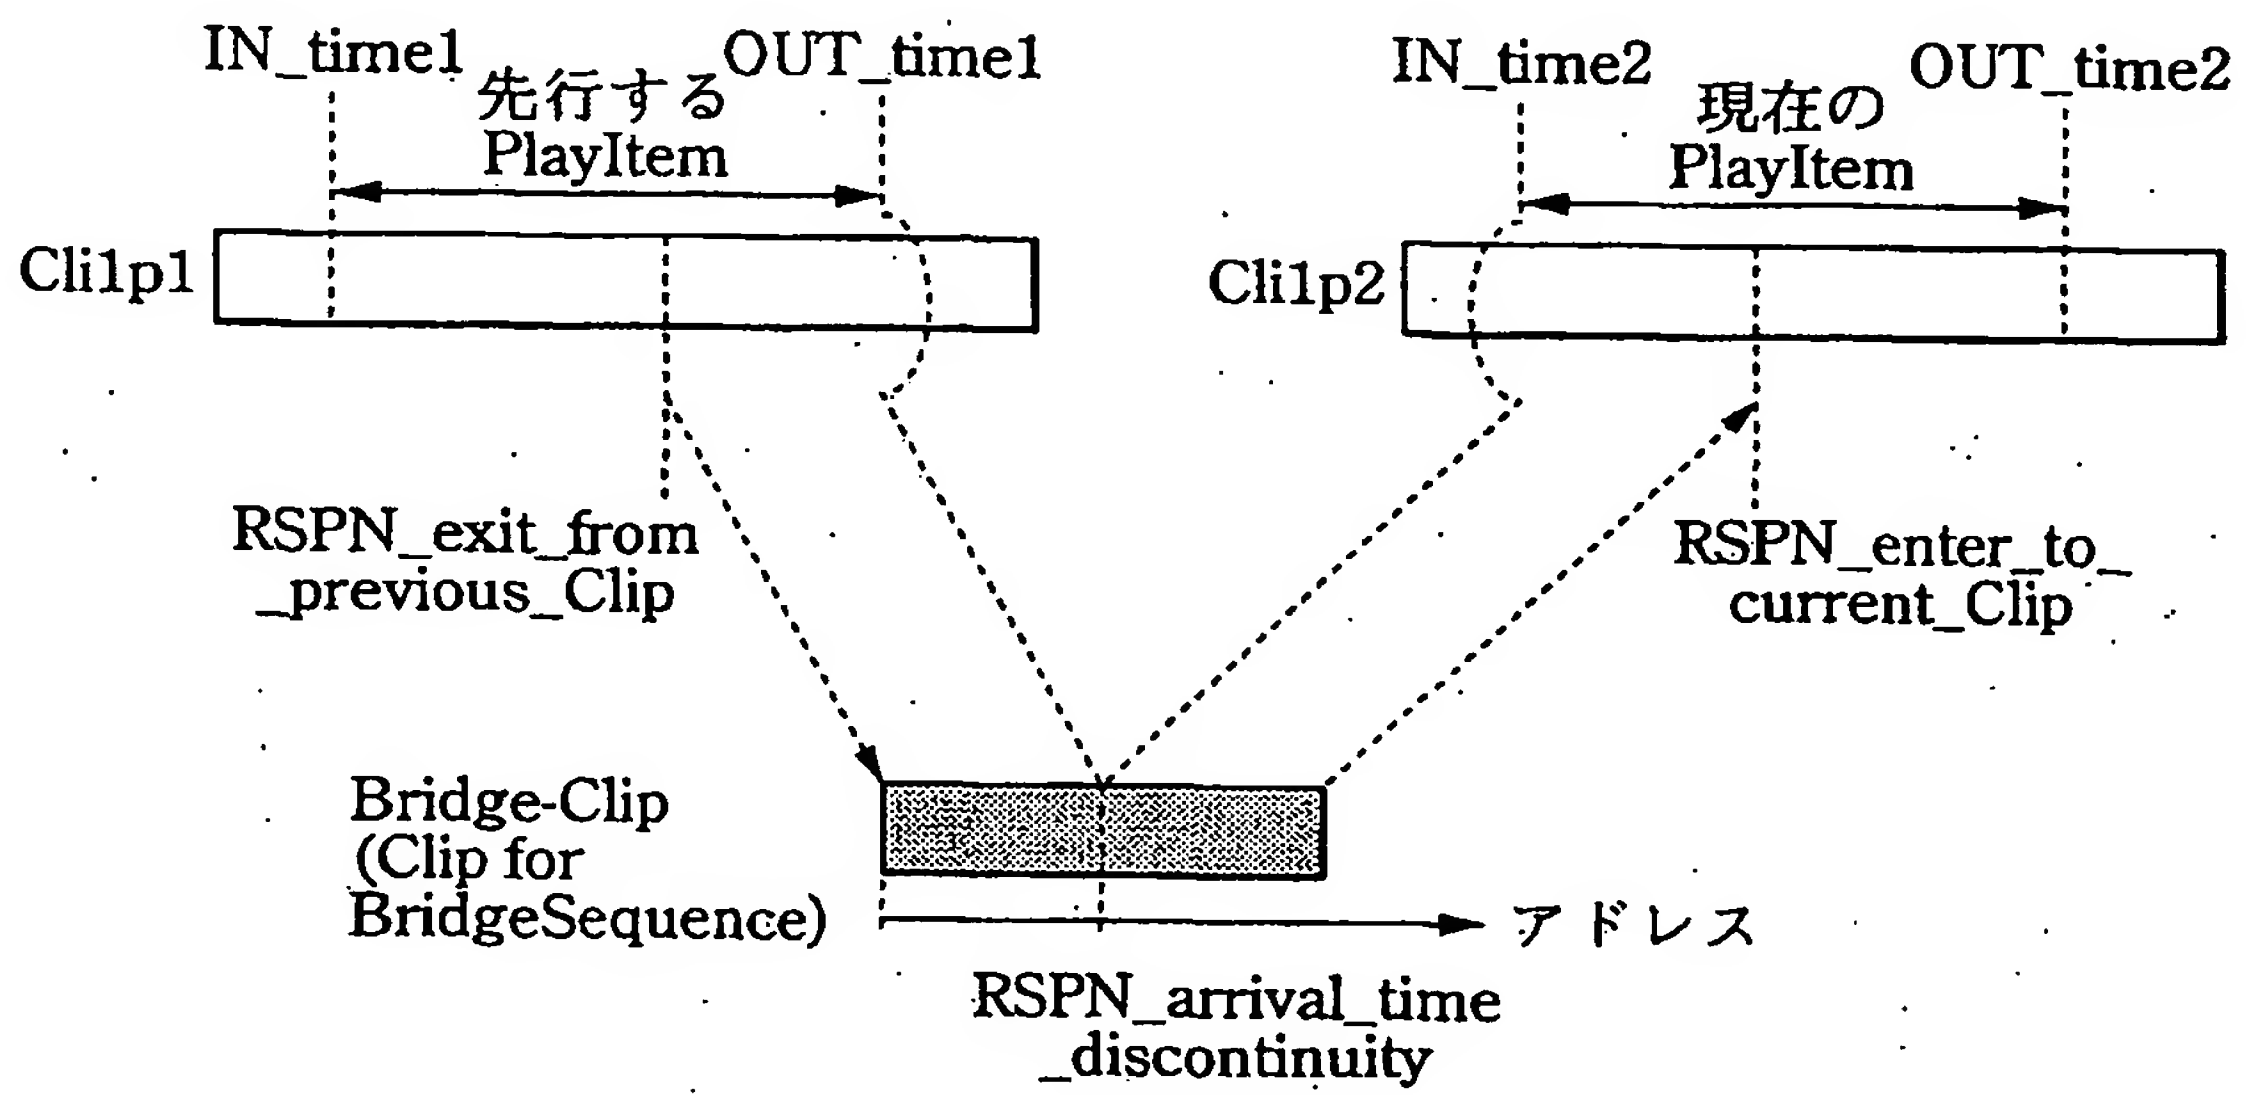 IN_time1
先行する
PlayItem
OUT_time1
IN_time2
現在の
PlayItem
OUT_time2
Cli1p1
Cli1p2
RSPN_exit_from
_previous_Clip
RSPN_enter_to_
current_Clip
Bridge-Clip
(Clip for
BridgeSequence)
アドレス
RSPN_arrival_time
_discontinuity